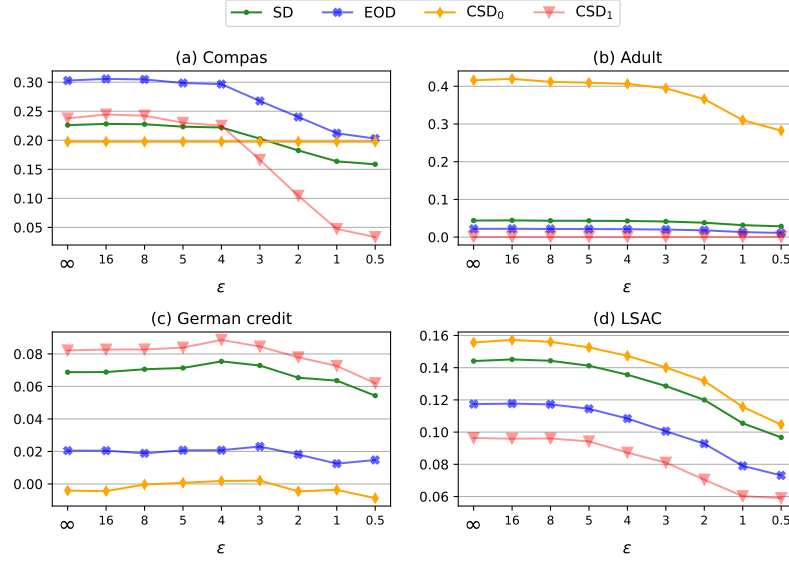 SD EOD CSD₀ CSD₁
(a) Compas
0.30
0.25
0.20
0.15
0.10
0.05
∞ 16 8 5 4 3 2 1 0.5
ε
(b) Adult
0.4
0.3
0.2
0.1
0.0
∞ 16 8 5 4 3 2 1 0.5
ε
(c) German credit
0.08
0.06
0.04
0.02
0.00
∞ 16 8 5 4 3 2 1 0.5
ε
(d) LSAC
0.16
0.14
0.12
0.10
0.08
0.06
∞ 16 8 5 4 3 2 1 0.5
ε